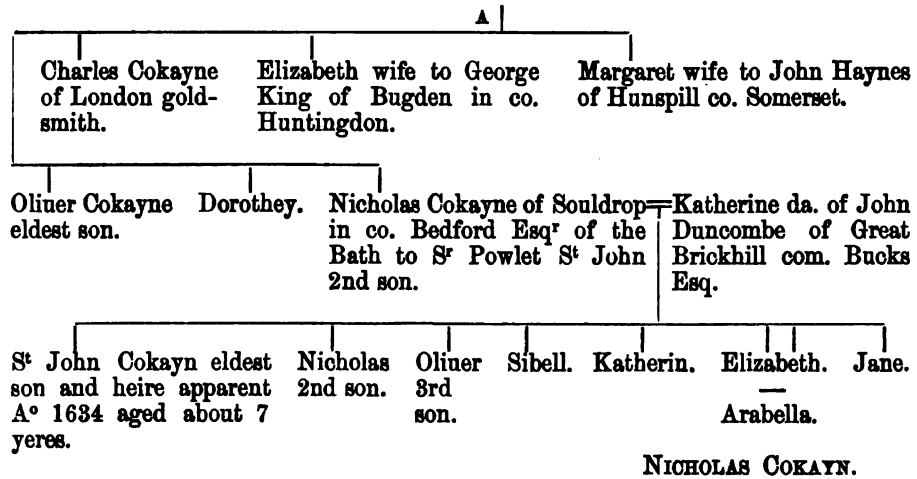 A
Charles Cokayne
of London gold-
smith.
Elizabeth wife to George
King of Bugden in co.
Huntingdon.
Margaret wife to John Haynes
of Hunspill co. Somerset.
Oliuer Cokayne
eldest son.
Dorothey.
Nicholas Cokayne of Souldrop
in co. Bedford Esqʳ of the
Bath to Sʳ Powlet Sᵗ John
2nd son.
Katherine da. of John
Duncombe of Great
Brickhill com. Bucks
Esq.
Sᵗ John Cokayn eldest
son and heire apparent
Aᵒ 1634 aged about 7
yeres.
Nicholas
2nd son.
Oliuer
3rd
son.
Sibell.
Katherin.
Elizabeth.
—
Arabella.
Jane.
NICHOLAS COKAYN.